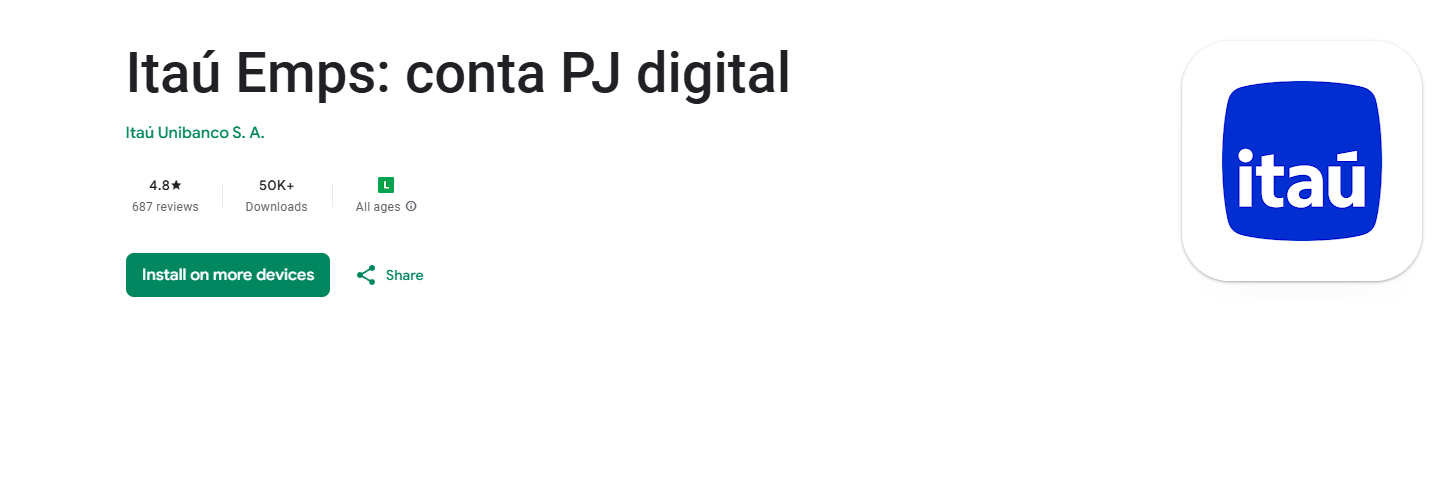 Itaú Emps: conta PJ digital
Itaú Unibanco S. A.
4.8★ 50K+ L
687 reviews Downloads All ages
Install on more devices Share
itaú